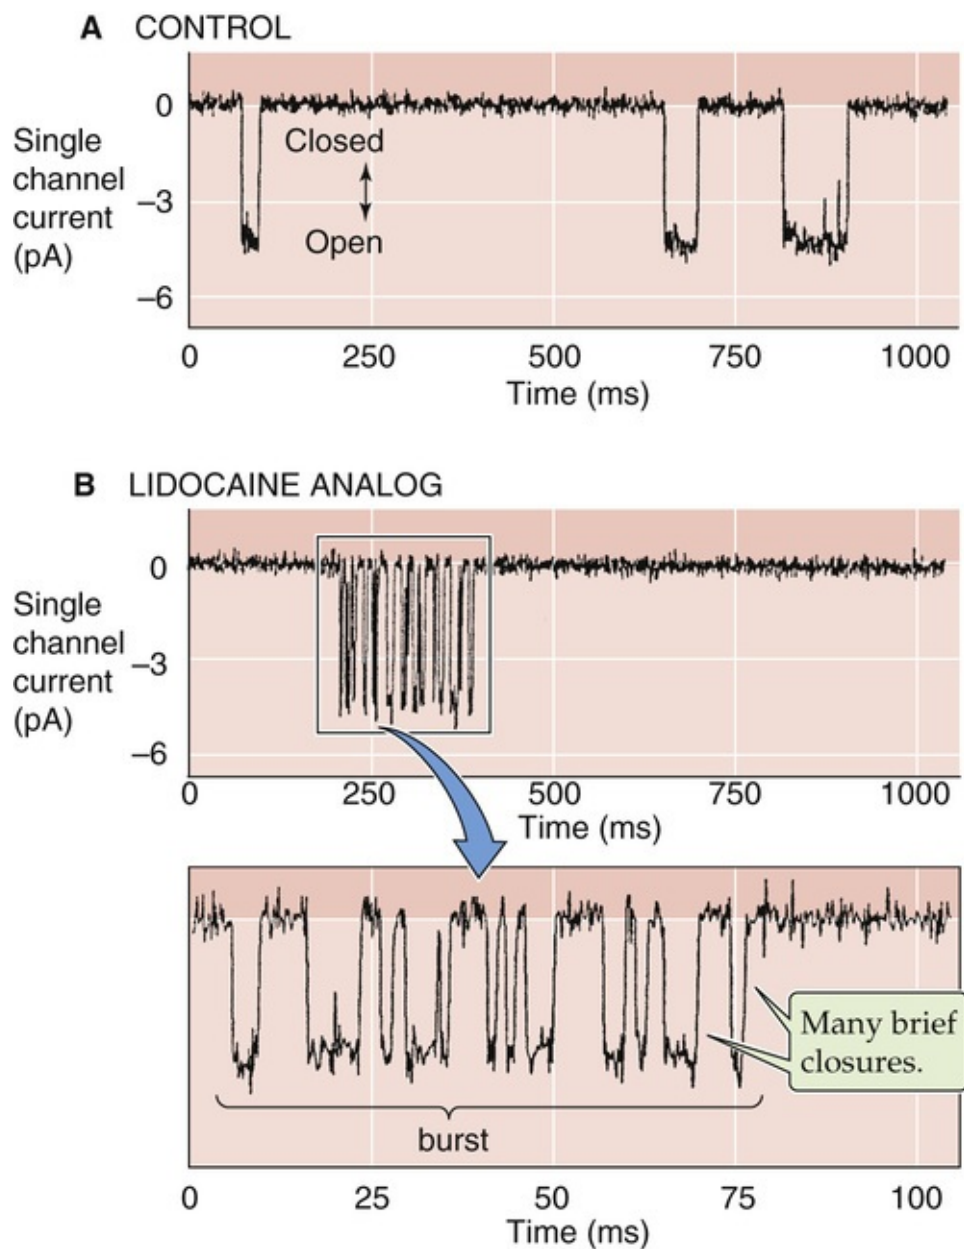 A CONTROL
0
Single
channel
current
(pA)
Closed
–3
Open
–6
0 250 500 750 1000
Time (ms)
B LIDOCAINE ANALOG
0
Single
channel
current
(pA)
–3
–6
0 250 500 750 1000
Time (ms)
Many brief
closures.
burst
0 25 50 75 100
Time (ms)